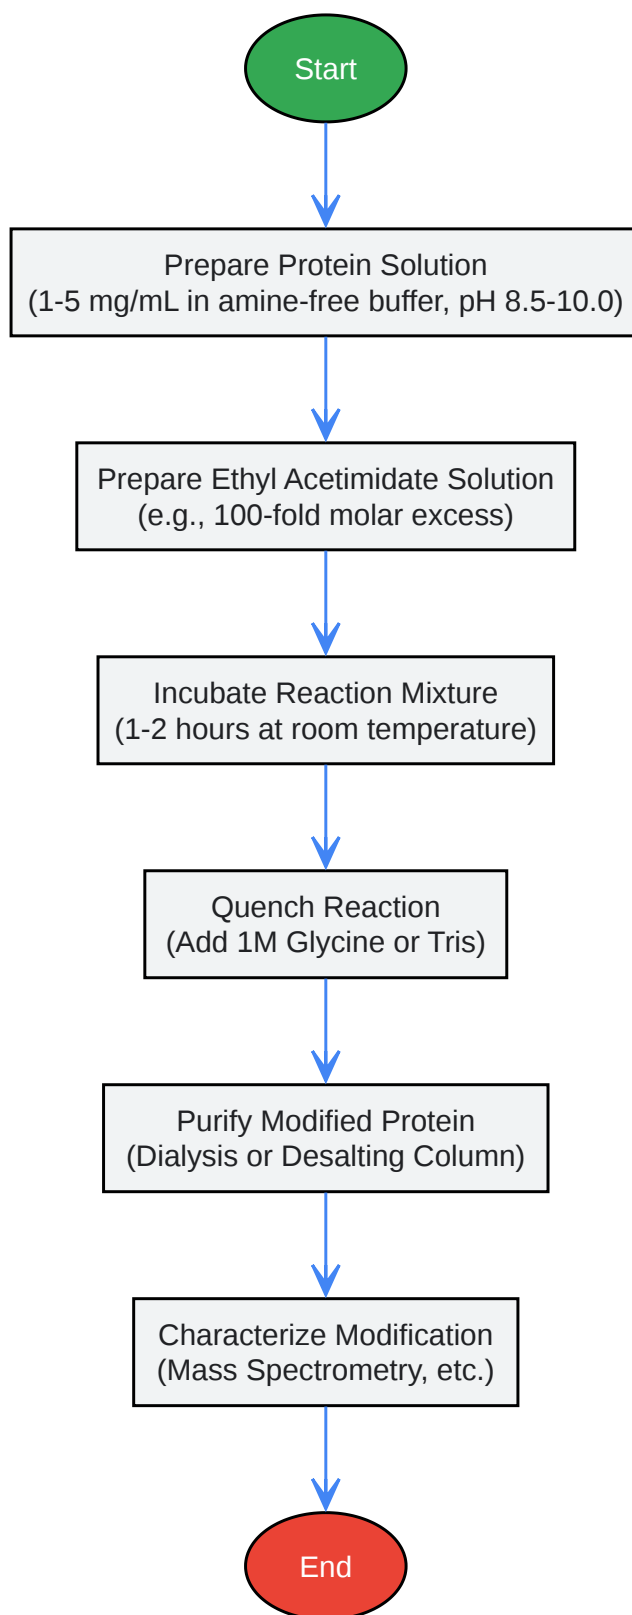 Start
Prepare Protein Solution
(1-5 mg/mL in amine-free buffer, pH 8.5-10.0)
Prepare Ethyl Acetimidate Solution
(e.g., 100-fold molar excess)
Incubate Reaction Mixture
(1-2 hours at room temperature)
Quench Reaction
(Add 1M Glycine or Tris)
Purify Modified Protein
(Dialysis or Desalting Column)
Characterize Modification
(Mass Spectrometry, etc.)
End